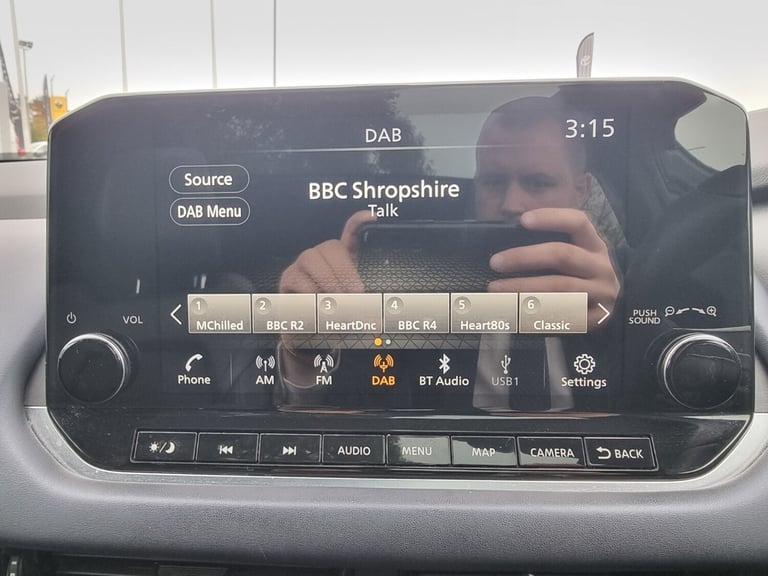 DAB
3:15
Source
BBC Shropshire
DAB Menu
Talk
1 2 3 4 5 6
MChilled BBC R2 HeartDnc BBC R4 Heart80s Classic
VOL
PUSH
SOUND
Phone AM FM DAB BT Audio USB1 Settings
AUDIO MENU MAP CAMERA BACK